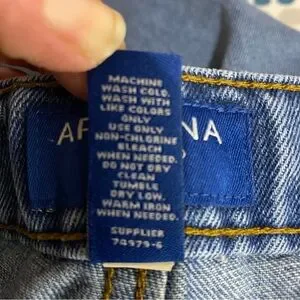 MACHINE
WASH COLD.
WASH WITH
LIKE COLORS
ONLY
USE ONLY
NON-CHLORINE
BLEACH
WHEN NEEDED.
DO NOT DRY
CLEAN
TUMBLE
DRY LOW.
WARM IRON
WHEN NEEDED.
SUPPLIER
74979-6
NA